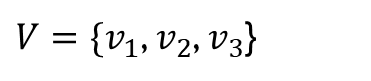 V = {v₁, v₂, v₃}